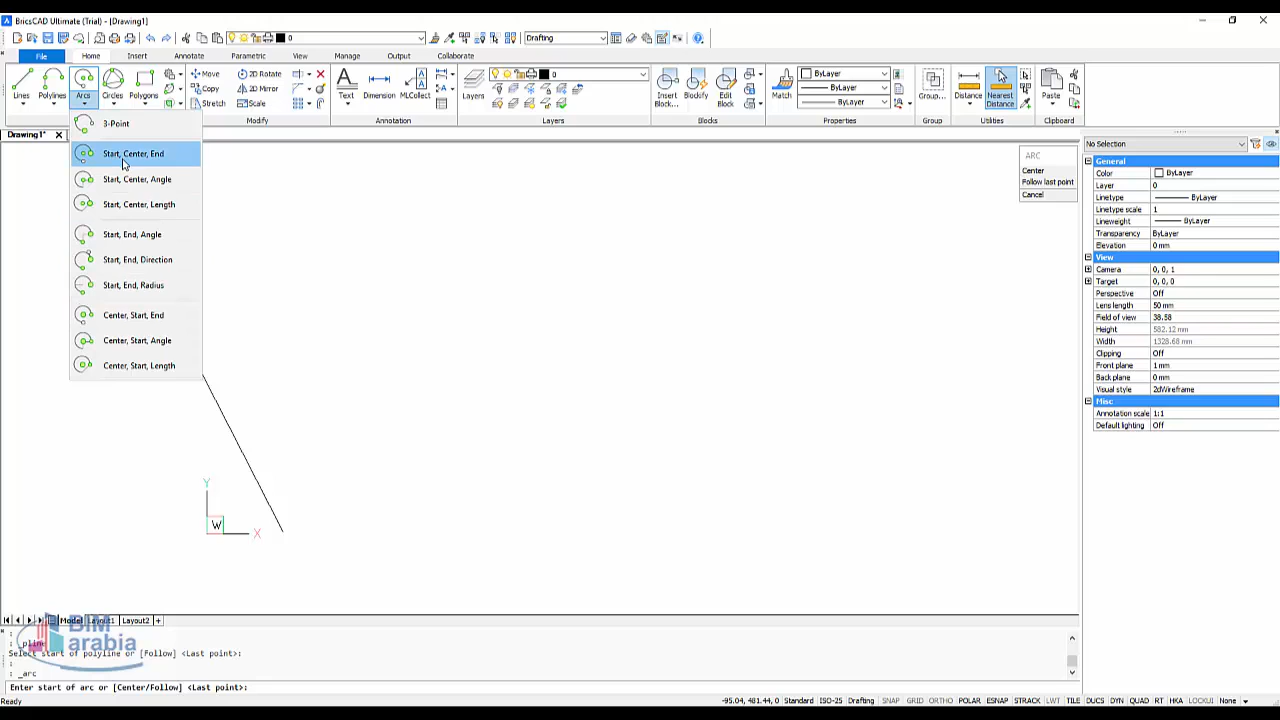 BricsCAD Ultimate (Trial) - [Drawing1]
0
Drafting
File
Home
Insert
Annotate
Parametric
View
Manage
Output
Collaborate
Lines
Polylines
Arcs
Circles
Polygons
Move
Copy
Stretch
2D Rotate
2D Mirror
Scale
Modify
Text
Dimension
MLCollect
Annotation
Layers
0
Layers
Insert Block...
Blockify
Edit Block
Blocks
Match
ByLayer
ByLayer
ByLayer
Properties
Group...
Group
Distance
Nearest Distance
Utilities
Paste
Clipboard
Drawing1*
3-Point
Start, Center, End
Start, Center, Angle
Start, Center, Length
Start, End, Angle
Start, End, Direction
Start, End, Radius
Center, Start, End
Center, Start, Angle
Center, Start, Length
ARC
Center
Follow last point
Cancel
No Selection
General
Color ByLayer
Layer 0
Linetype ByLayer
Linetype scale 1
Lineweight ByLayer
Transparency ByLayer
Elevation 0 mm
View
Camera 0, 0, 1
Target 0, 0, 0
Perspective Off
Lens length 50 mm
Field of view 38.58
Height 582.12 mm
Width 1328.68 mm
Clipping Off
Front plane 1 mm
Back plane 0 mm
Visual style 2dWireframe
Misc
Annotation scale 1:1
Default lighting Off
Y
W
X
Model
Layout1
Layout2
+
BIM
arabia
:
: _plin
Select start of polyline or [Follow] <Last point>:
:
: _arc
Enter start of arc or [Center/Follow] <Last point>:
Ready
-95.04, 481.44, 0 Standard ISO-25 Drafting SNAP GRID ORTHO POLAR ESNAP STRACK LWT TILE DUCS DYN QUAD RT HKA LOCKUI None